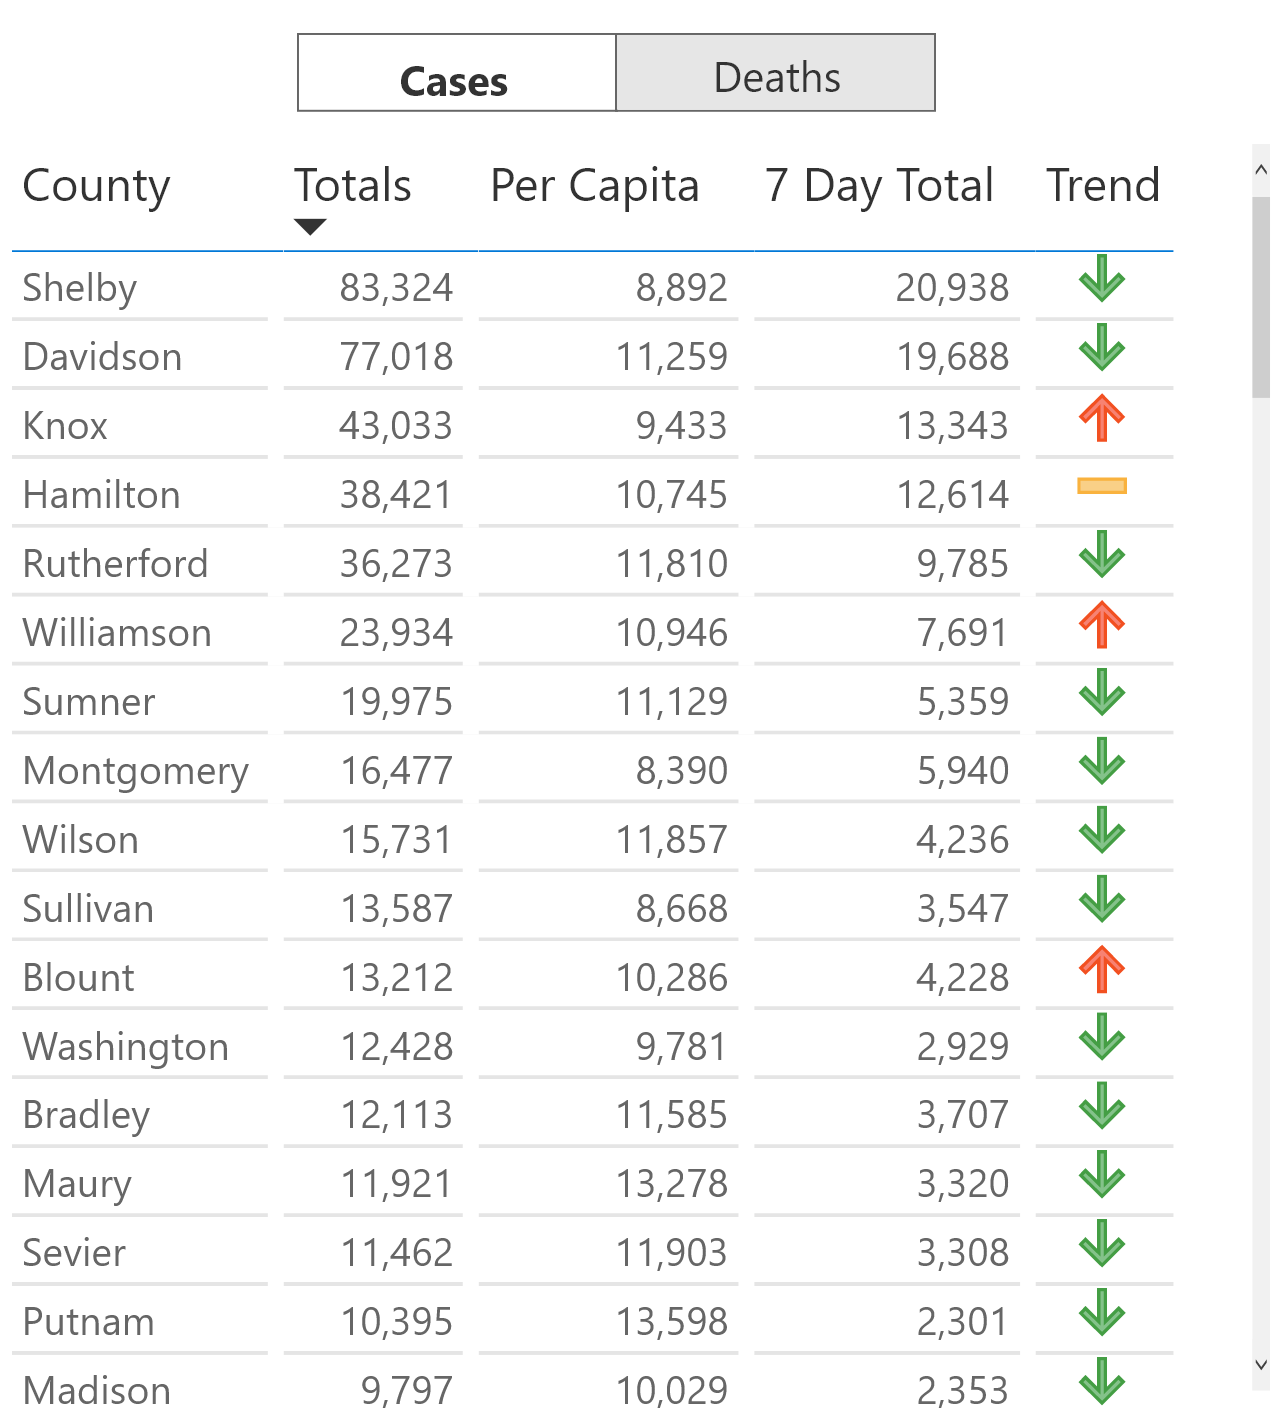 Cases Deaths
County Totals Per Capita 7 Day Total Trend
Shelby 83,324 8,892 20,938
Davidson 77,018 11,259 19,688
Knox 43,033 9,433 13,343
Hamilton 38,421 10,745 12,614
Rutherford 36,273 11,810 9,785
Williamson 23,934 10,946 7,691
Sumner 19,975 11,129 5,359
Montgomery 16,477 8,390 5,940
Wilson 15,731 11,857 4,236
Sullivan 13,587 8,668 3,547
Blount 13,212 10,286 4,228
Washington 12,428 9,781 2,929
Bradley 12,113 11,585 3,707
Maury 11,921 13,278 3,320
Sevier 11,462 11,903 3,308
Putnam 10,395 13,598 2,301
Madison 9,797 10,029 2,353